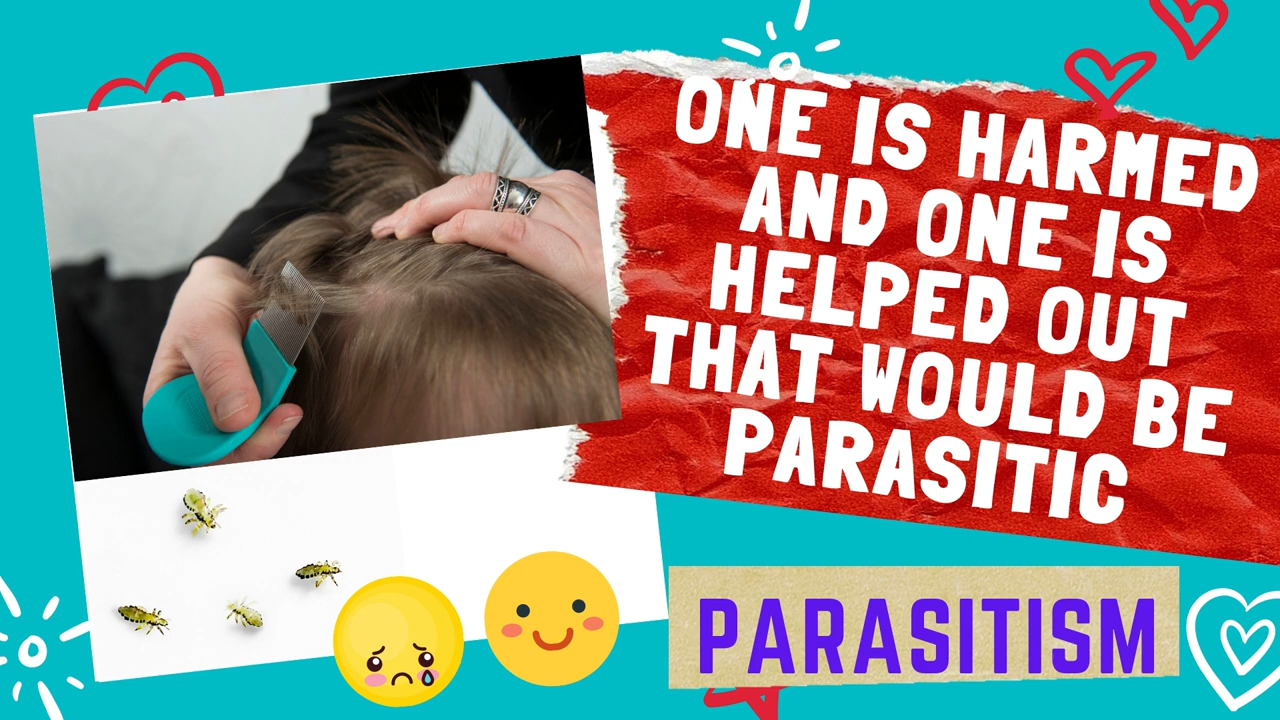 ONE IS HARMED
AND ONE IS
HELPED OUT
THAT WOULD BE
PARASITIC
PARASITISM